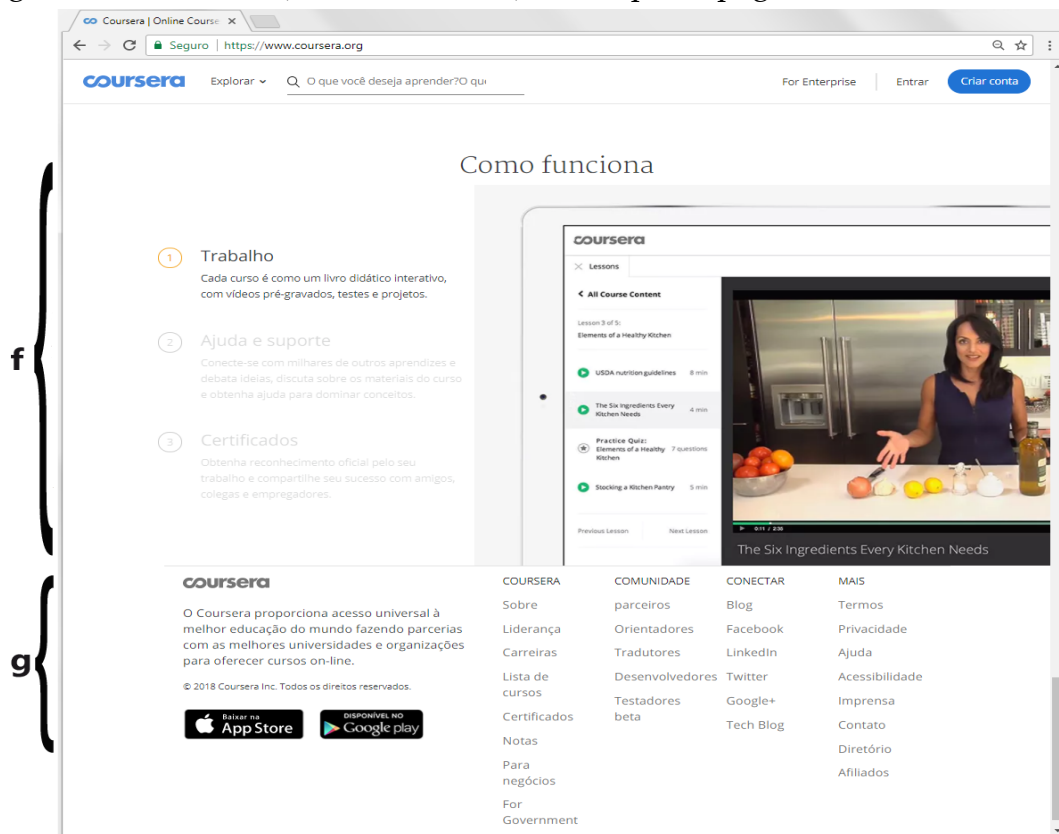 Coursera | Online Course
Seguro | https://www.coursera.org
coursera
Explorar
O que você deseja aprender?O qu
For Enterprise
Entrar
Criar conta
Como funciona
f
1 Trabalho
Cada curso é como um livro didático interativo,
com vídeos pré-gravados, testes e projetos.
2 Ajuda e suporte
Conecte-se com milhares de outros aprendizes e
debata ideias, discuta sobre os materiais do curso
e obtenha ajuda para dominar conceitos.
3 Certificados
Obtenha reconhecimento oficial pelo seu
trabalho e compartilhe seu sucesso com amigos,
colegas e empregadores.
coursera
Lessons
All Course Content
Lesson 3 of 5:
Elements of a Healthy Kitchen
USDA nutrition guidelines 8 min
The Six Ingredients Every
Kitchen Needs
4 min
Practice Quiz:
Elements of a Healthy
Kitchen
7 questions
Stocking a Kitchen Pantry 5 min
Previous Lesson
Next Lesson
0:11 / 2:35
The Six Ingredients Every Kitchen Needs
g
coursera
O Coursera proporciona acesso universal à
melhor educação do mundo fazendo parcerias
com as melhores universidades e organizações
para oferecer cursos on-line.
© 2018 Coursera Inc. Todos os direitos reservados.
Baixar na
App Store
DISPONÍVEL NO
Google play
COURSERA
Sobre
Liderança
Carreiras
Lista de
cursos
Certificados
Notas
Para
negócios
For
Government
COMUNIDADE
parceiros
Orientadores
Tradutores
Desenvolvedores
Testadores
beta
CONECTAR
Blog
Facebook
LinkedIn
Twitter
Google+
Tech Blog
MAIS
Termos
Privacidade
Ajuda
Acessibilidade
Imprensa
Contato
Diretório
Afiliados